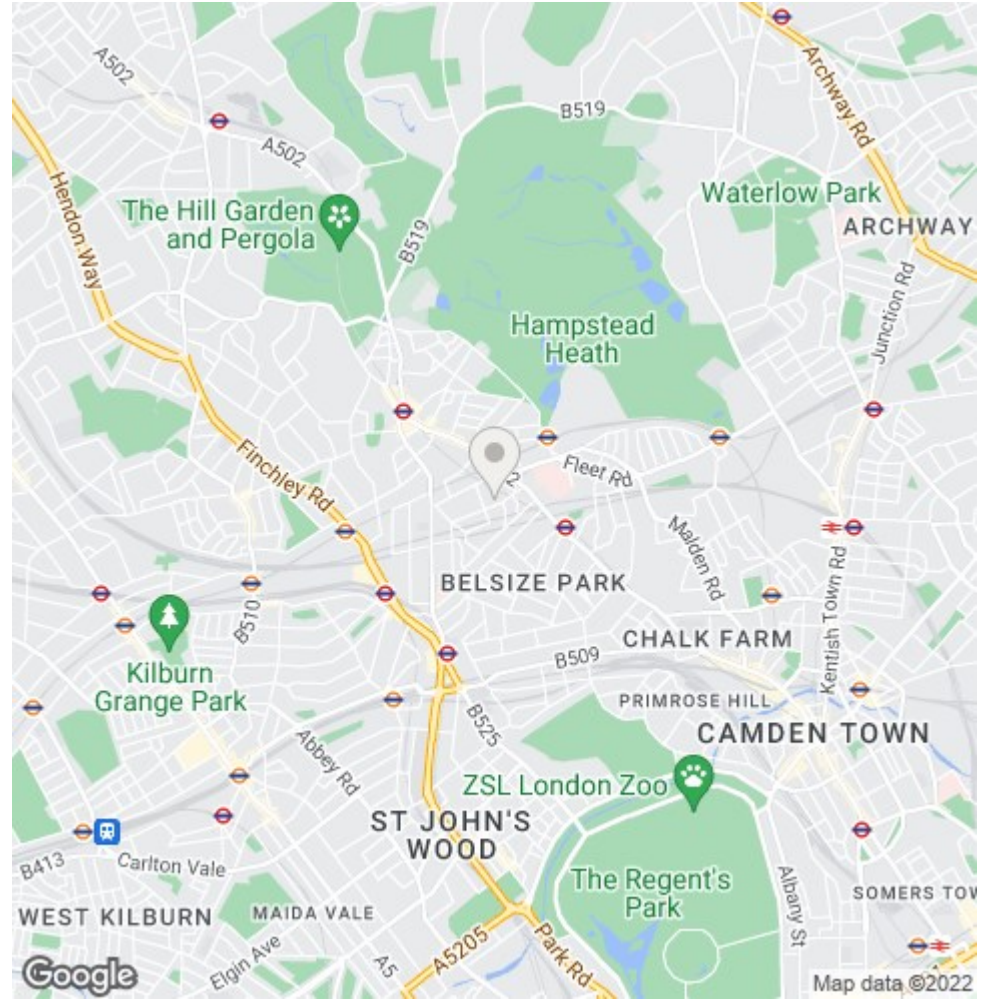 A502
Archway Rd
B519
A502
Waterlow Park
The Hill Garden
and Pergola
Hendon Way
B519
ARCHWAY
Junction Rd
Hampstead
Heath
Finchley Rd
Fleet Rd
2
Malden Rd
Kentish Town Rd
BELSIZE PARK
B510
CHALK FARM
B509
Kilburn
Grange Park
PRIMROSE HILL
B525
CAMDEN TOWN
Abbey Rd
ZSL London Zoo
ST JOHN'S
WOOD
B413
Carlton Vale
The Regent's
Park
Albany St
SOMERS TOW
WEST KILBURN
MAIDA VALE
Elgin Ave
A5
A5205
Park Rd
Google
Map data ©2022